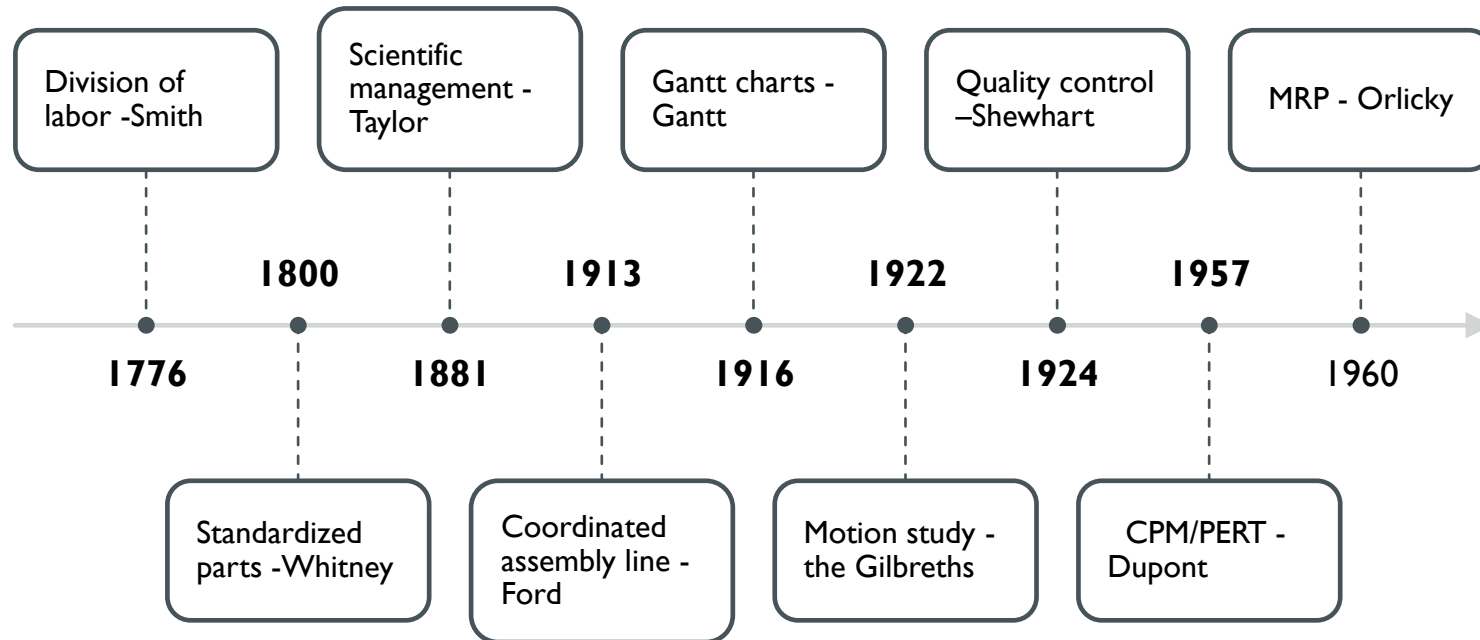 Division of
labor -Smith
Scientific
management -
Taylor
Gantt charts -
Gantt
Quality control
–Shewhart
MRP - Orlicky
1800
1913
1922
1957
1776
1881
1916
1924
1960
Standardized
parts -Whitney
Coordinated
assembly line -
Ford
Motion study -
the Gilbreths
CPM/PERT -
Dupont